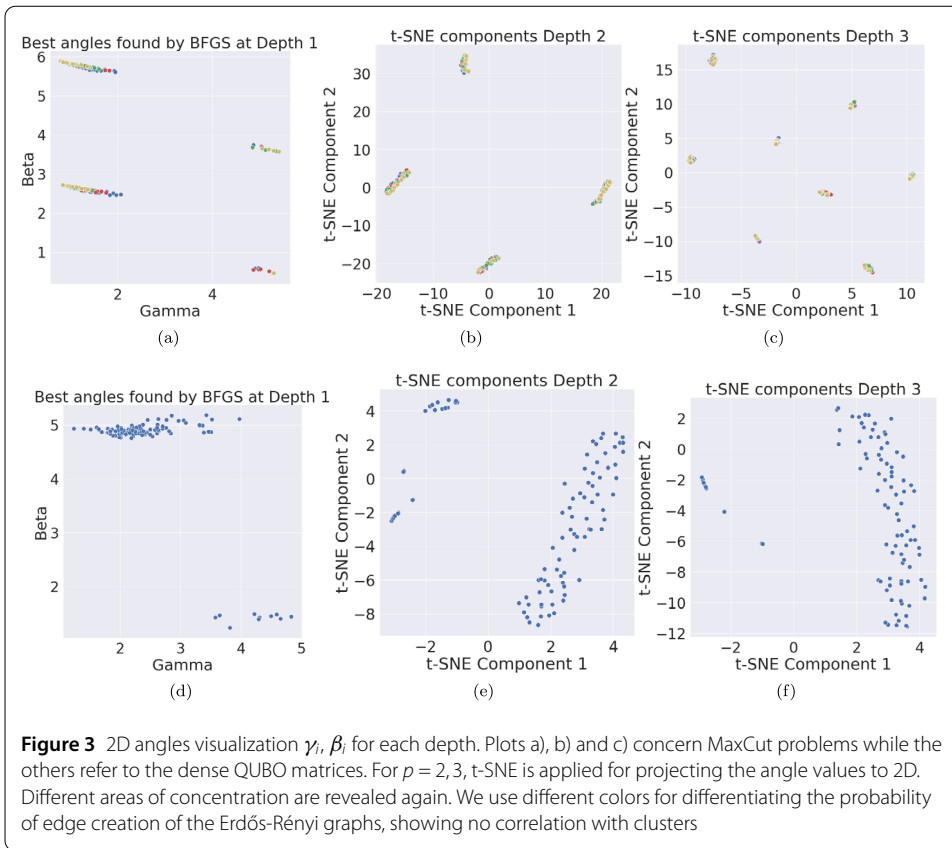 Best angles found by BFGS at Depth 1
6
5
4
3
2
1
Beta
2
4
Gamma
(a)
t-SNE components Depth 2
30
20
10
0
−10
−20
t-SNE Component 2
−20
−10
0
10
20
t-SNE Component 1
(b)
t-SNE components Depth 3
15
10
5
0
−5
−10
−15
t-SNE Component 2
−10
−5
0
5
10
t-SNE Component 1
(c)
Best angles found by BFGS at Depth 1
5
4
3
2
Beta
2
3
4
5
Gamma
(d)
t-SNE components Depth 2
4
2
0
−2
−4
−6
−8
t-SNE Component 2
−2
0
2
4
t-SNE Component 1
(e)
t-SNE components Depth 3
2
0
−2
−4
−6
−8
−10
−12
t-SNE Component 2
−2
0
2
4
t-SNE Component 1
(f)
Figure 3 2D angles visualization γi, βi for each depth. Plots a), b) and c) concern MaxCut problems while the
others refer to the dense QUBO matrices. For p = 2,3, t-SNE is applied for projecting the angle values to 2D.
Different areas of concentration are revealed again. We use different colors for differentiating the probability
of edge creation of the Erdős-Rényi graphs, showing no correlation with clusters